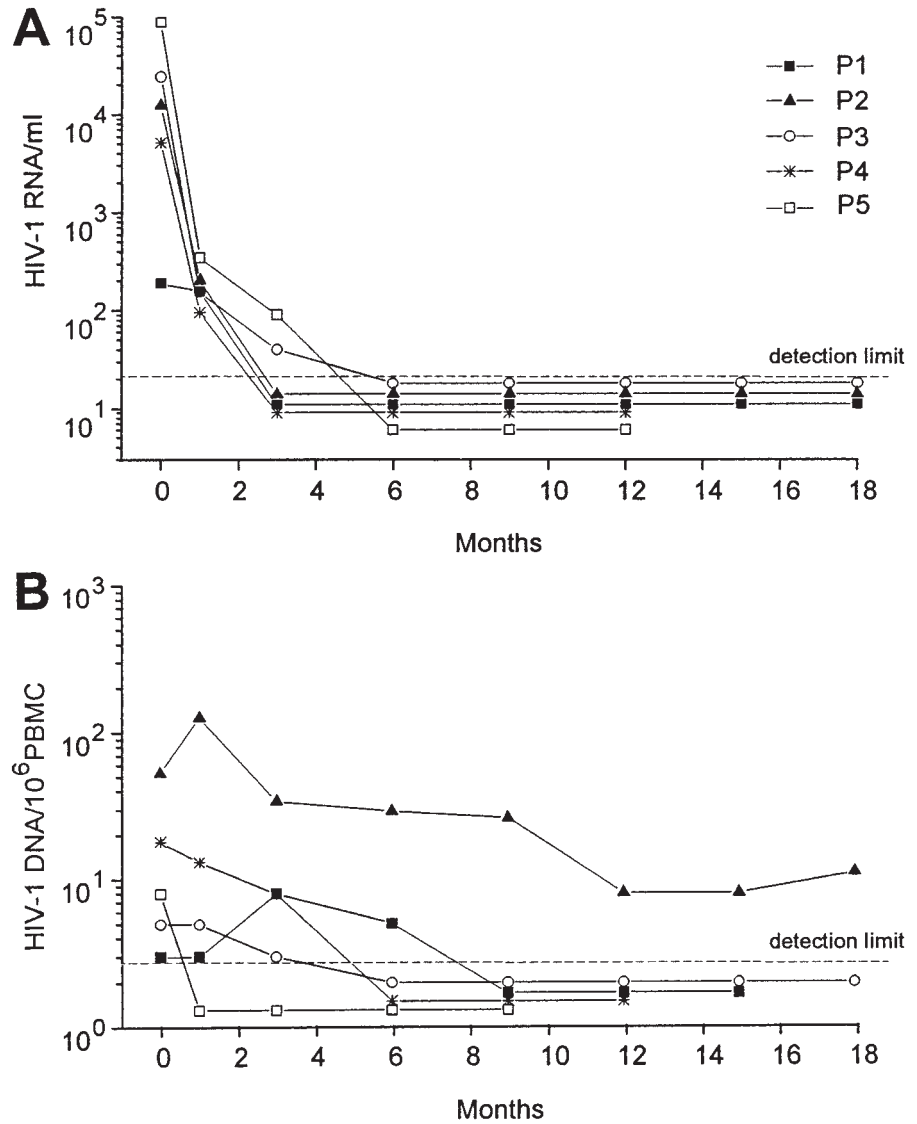 A
10^5
10^4
10^3
10^2
10^1
HIV-1 RNA/ml
P1
P2
P3
P4
P5
detection limit
0 2 4 6 8 10 12 14 16 18
Months
B
10^3
10^2
10^1
10^0
HIV-1 DNA/10^6PBMC
detection limit
0 2 4 6 8 10 12 14 16 18
Months